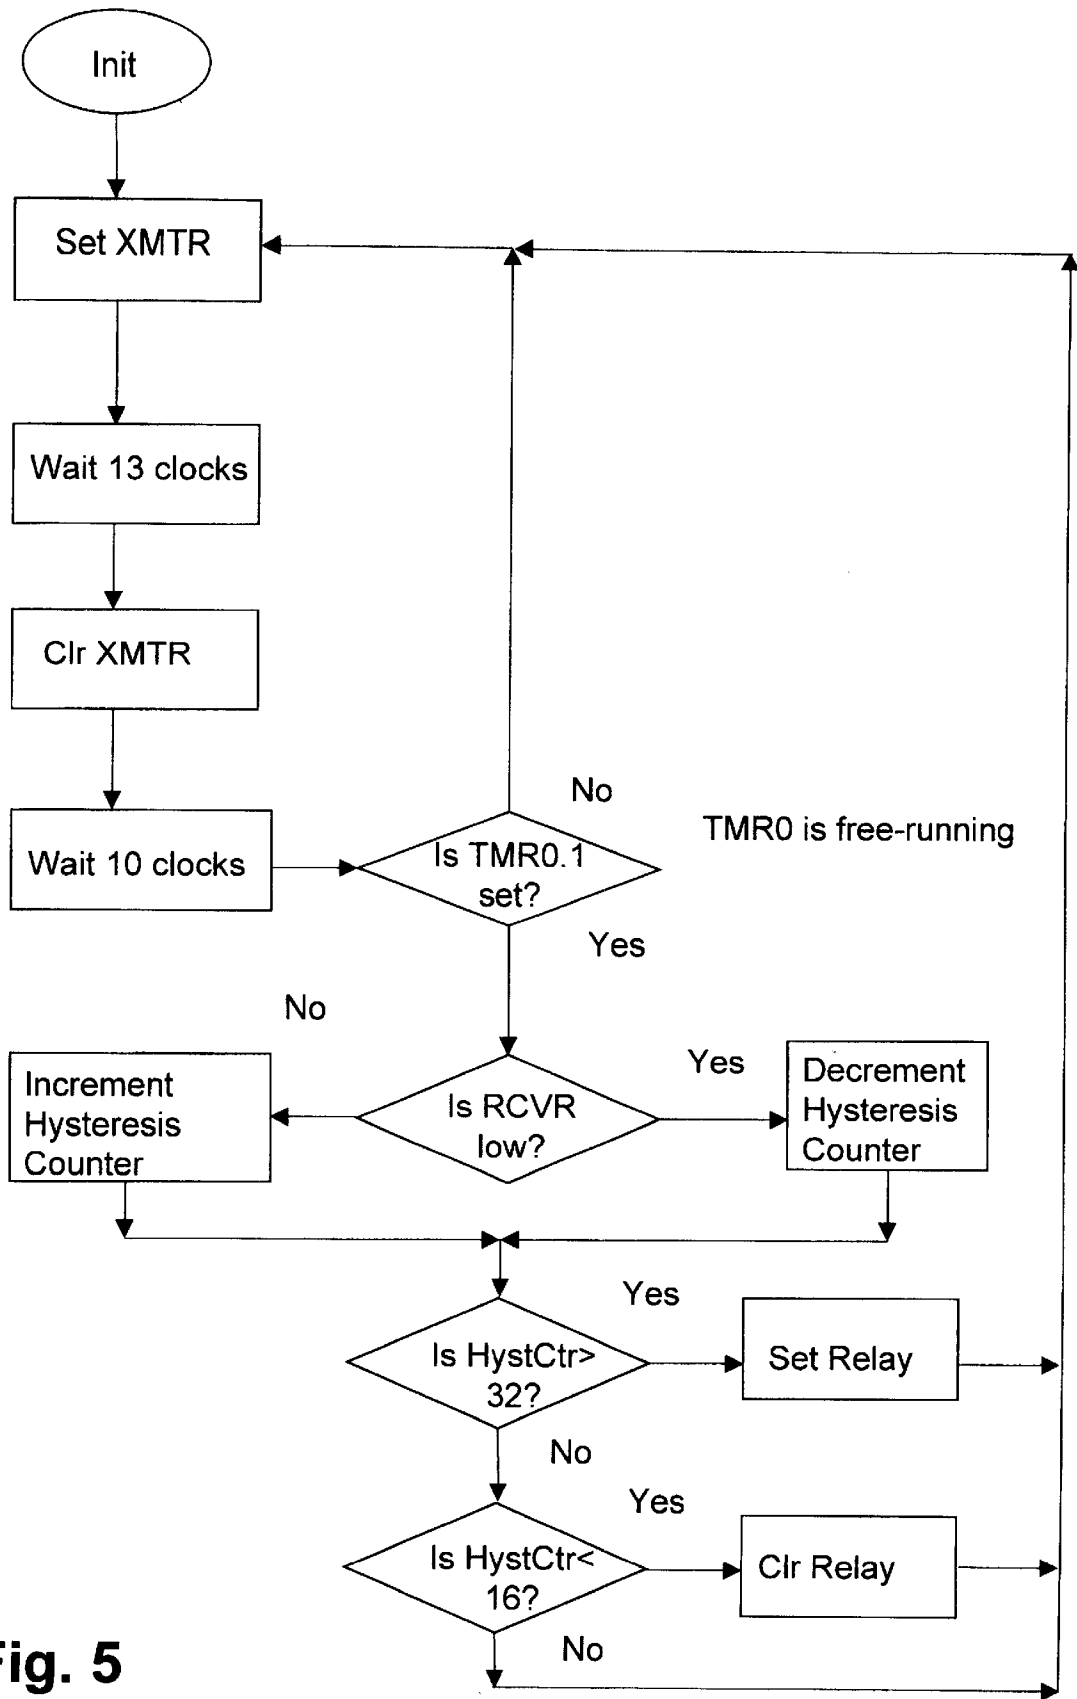 Init
Set XMTR
Wait 13 clocks
Clr XMTR
Wait 10 clocks
No
Is TMR0.1
set?
TMR0 is free-running
Yes
No
Increment
Hysteresis
Counter
Is RCVR
low?
Yes
Decrement
Hysteresis
Counter
Is HystCtr>
32?
Yes
Set Relay
No
Is HystCtr<
16?
Yes
Clr Relay
No
Fig. 5